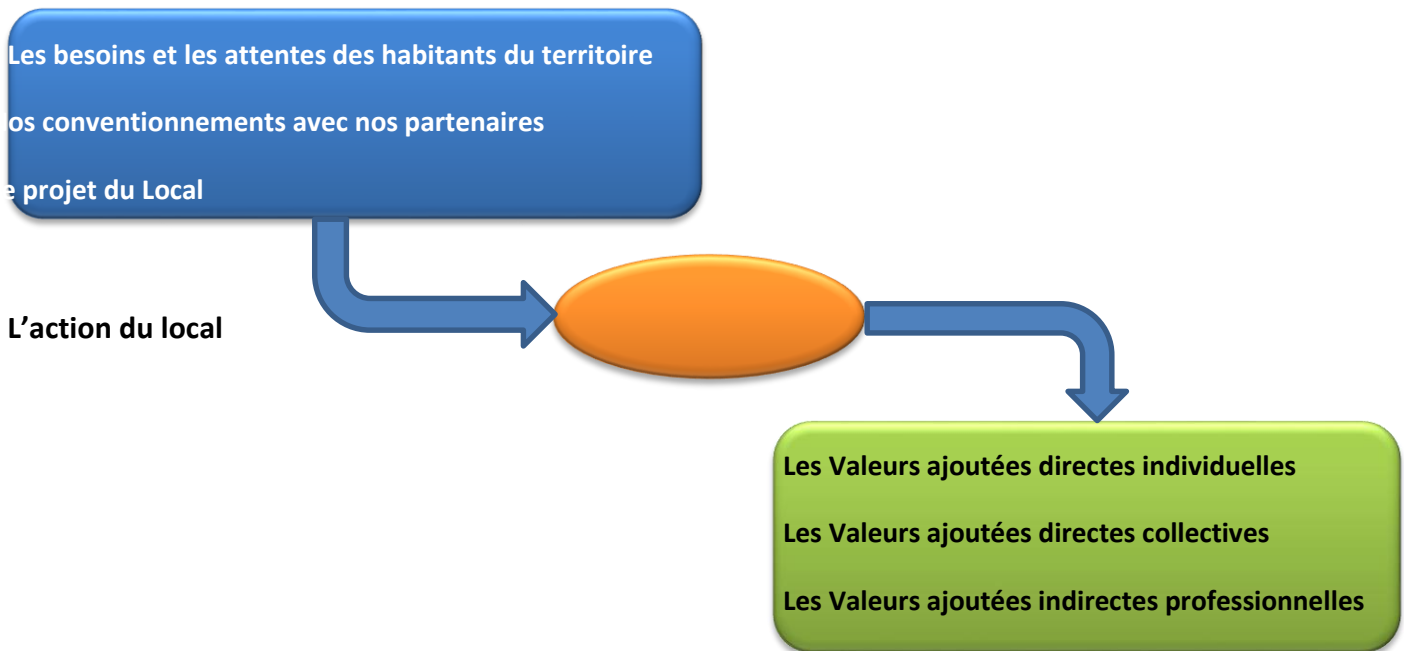 Les besoins et les attentes des habitants du territoire
os conventionnements avec nos partenaires
e projet du Local
L’action du local
Les Valeurs ajoutées directes individuelles
Les Valeurs ajoutées directes collectives
Les Valeurs ajoutées indirectes professionnelles